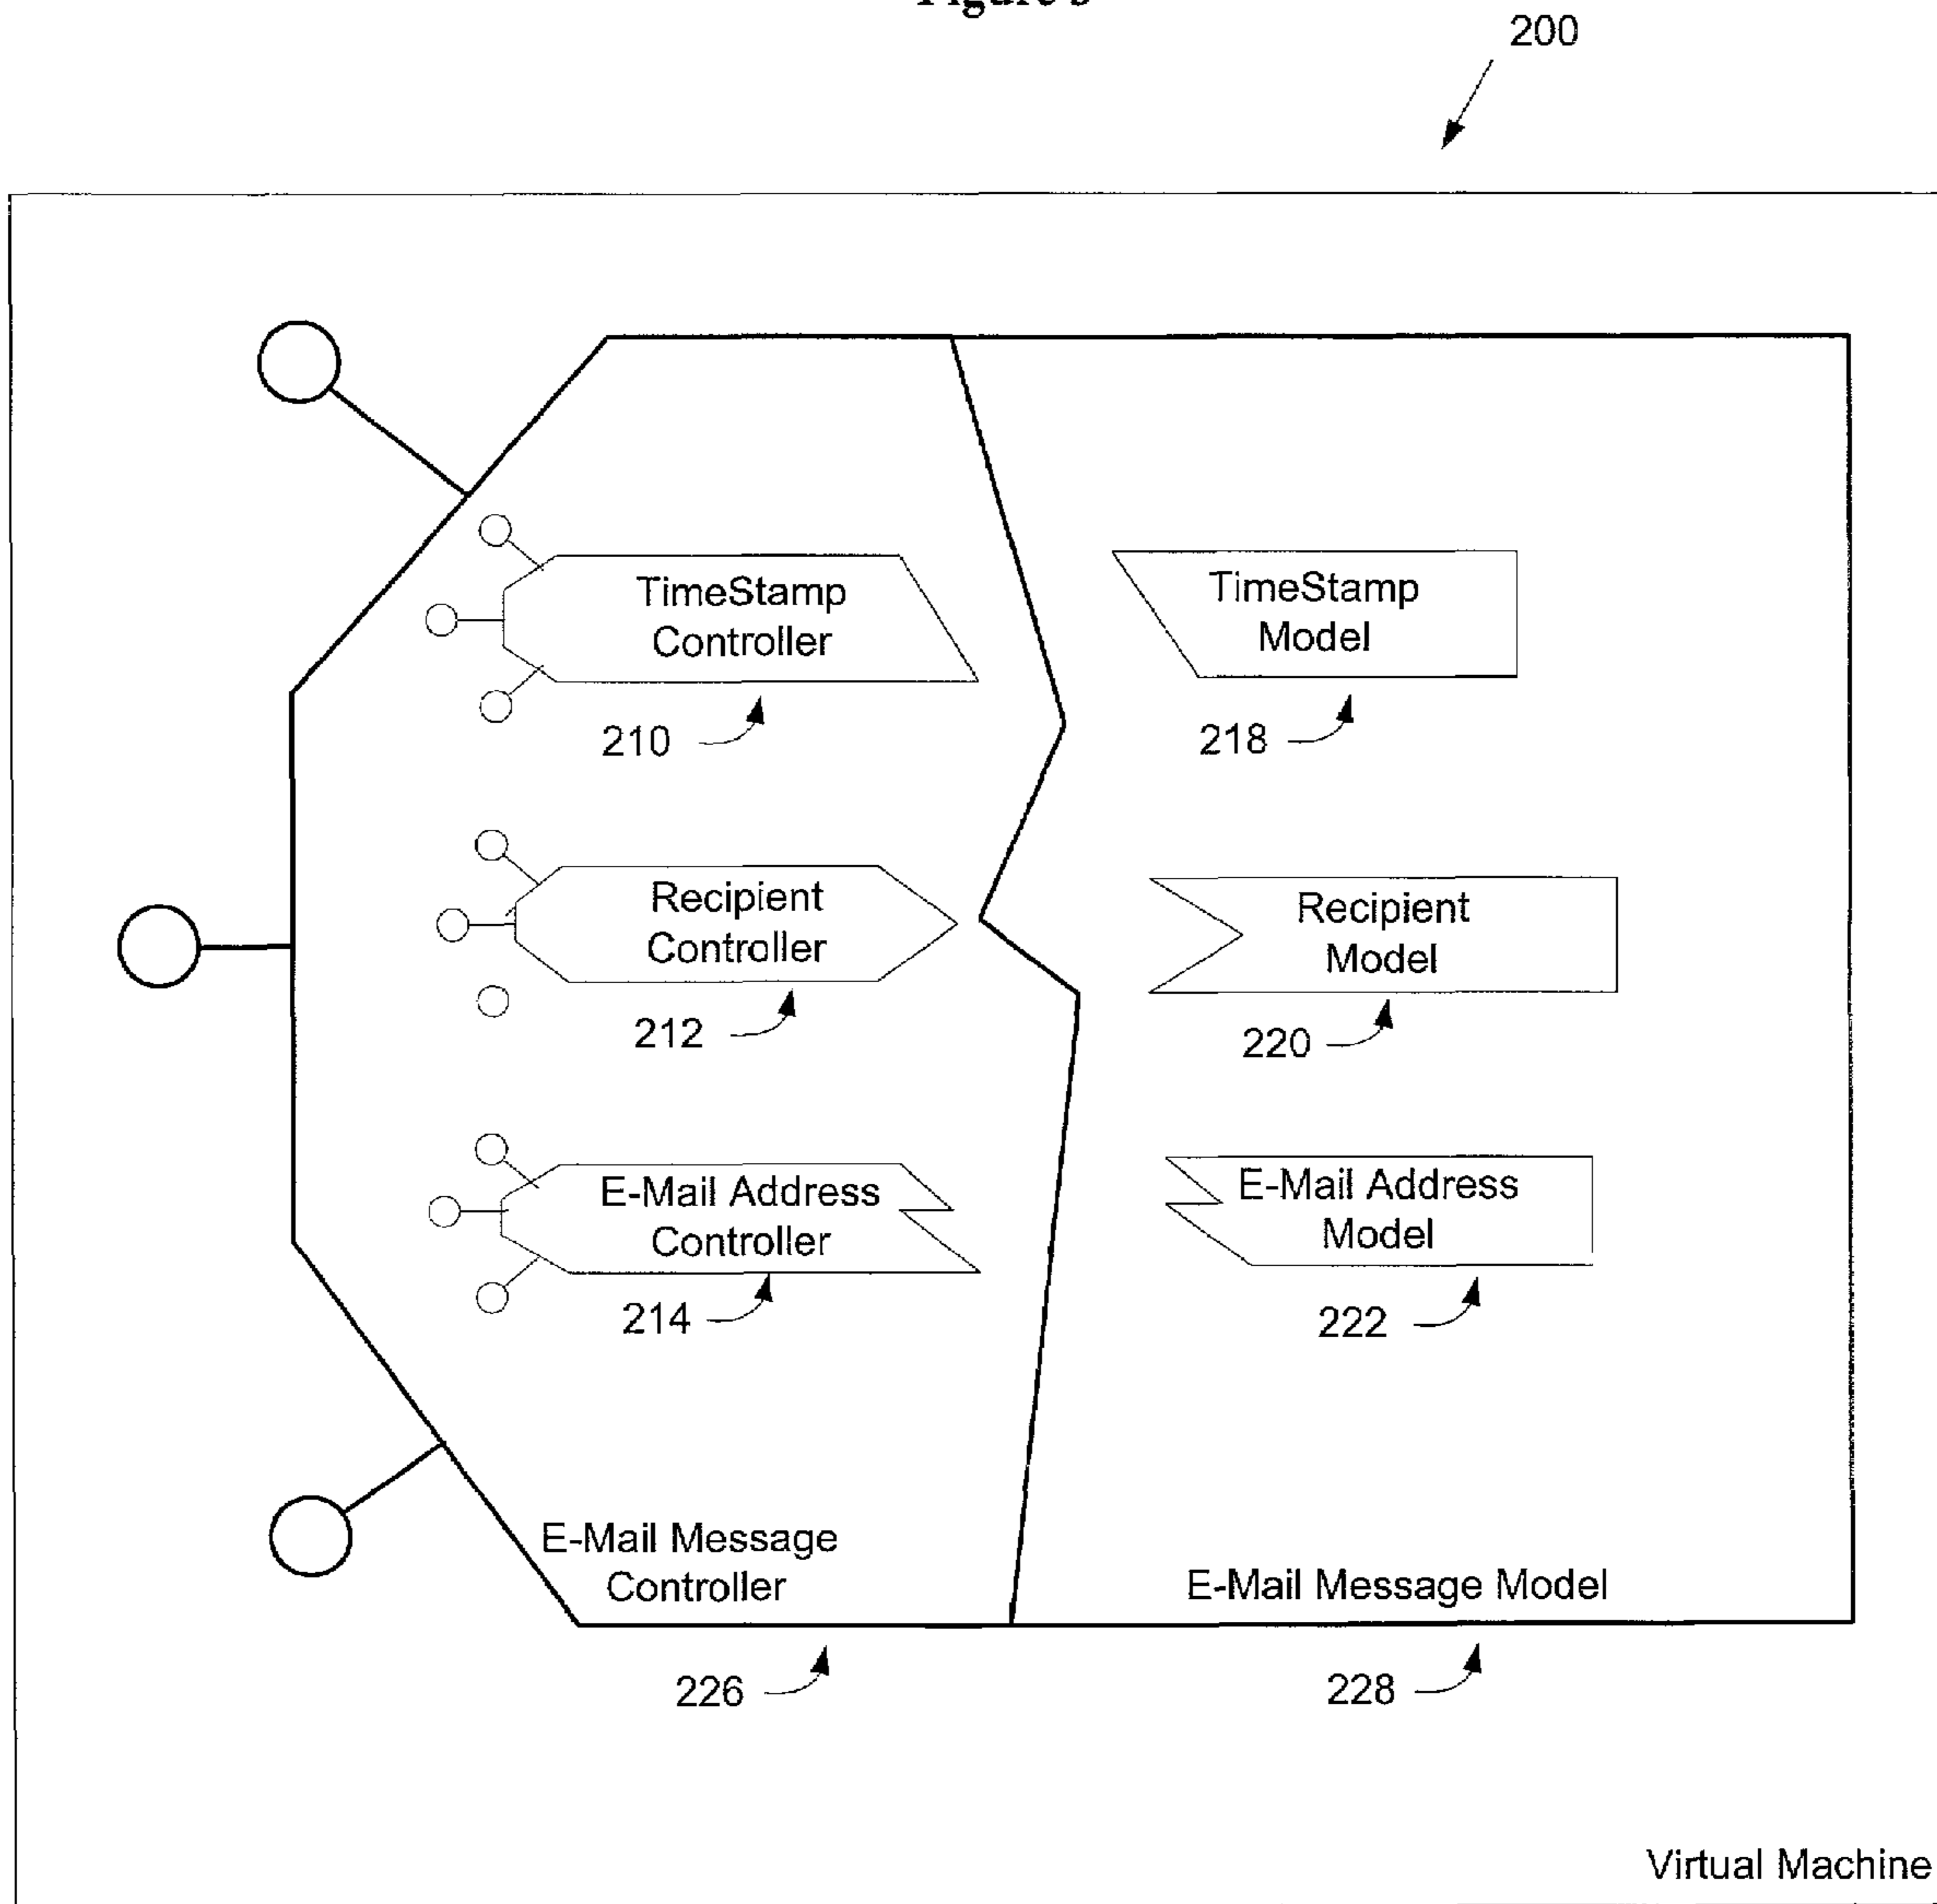 200
TimeStamp
Controller
210
TimeStamp
Model
218
Recipient
Controller
212
Recipient
Model
220
E-Mail Address
Controller
214
E-Mail Address
Model
222
E-Mail Message
Controller
226
E-Mail Message Model
228
Virtual Machine